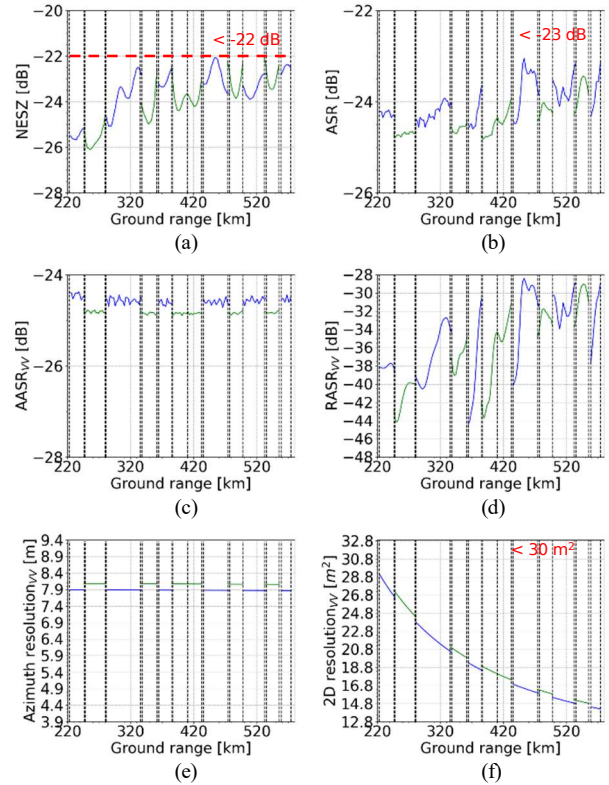 < -22 dB
NESZ [dB]
−20
−22
−24
−26
−28
220 320 420 520
Ground range [km]
(a)
< -23 dB
ASR [dB]
−22
−24
−26
220 320 420 520
Ground range [km]
(b)
AASR_VV [dB]
−24
−25
−26
−28
220 320 420 520
Ground range [km]
(c)
RASR_VV [dB]
−28
−30
−32
−34
−36
−38
−40
−42
−44
−46
−48
220 320 420 520
Ground range [km]
(d)
Azimuth resolution_VV [m]
9.4
8.9
8.4
7.9
7.4
6.9
6.4
5.9
5.4
4.9
4.4
3.9
220 320 420 520
Ground range [km]
(e)
< 30 m²
2D resolution_VV [m²]
32.8
30.8
28.8
26.8
24.8
22.8
20.8
18.8
16.8
14.8
12.8
220 320 420 520
Ground range [km]
(f)